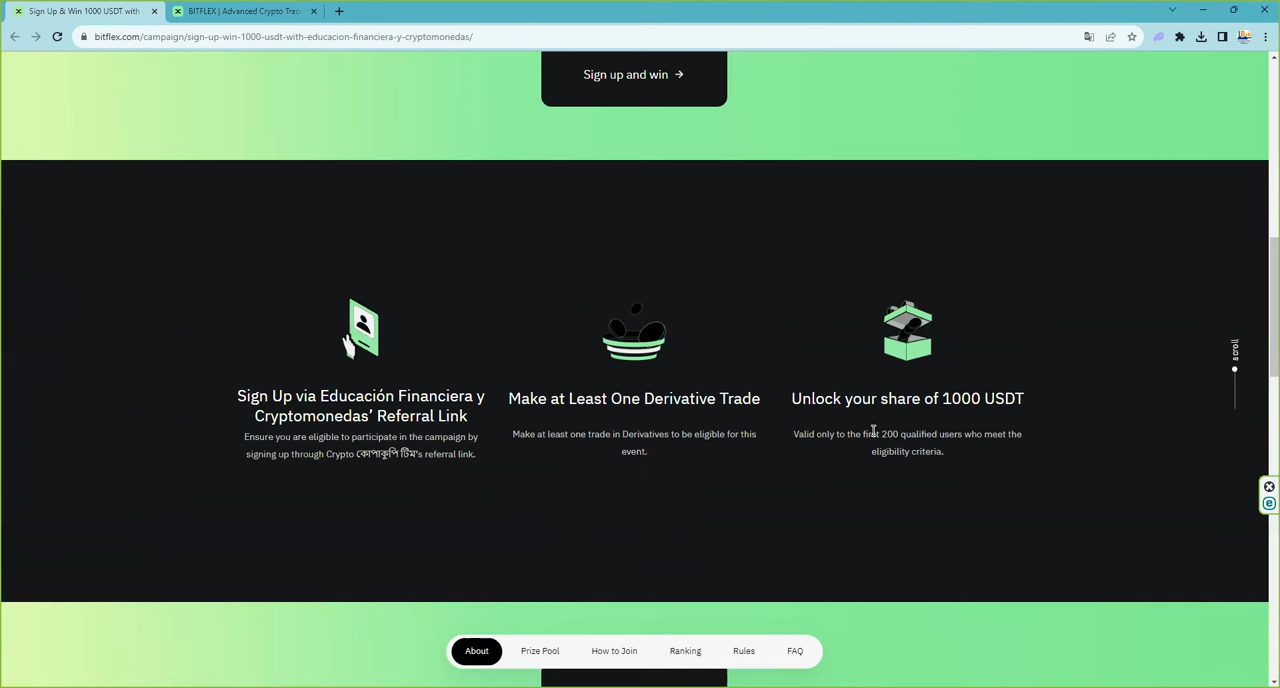 Sign Up & Win 1000 USDT with
BITFLEX | Advanced Crypto Trad
bitflex.com/campaign/sign-up-win-1000-usdt-with-educacion-financiera-y-cryptomonedas/
Sign up and win →
Sign Up via Educación Financiera y
Cryptomonedas’ Referral Link
Ensure you are eligible to participate in the campaign by
signing up through Crypto কোপাকুপি টিম's referral link.
Make at Least One Derivative Trade
Make at least one trade in Derivatives to be eligible for this
event.
Unlock your share of 1000 USDT
Valid only to the first 200 qualified users who meet the
eligibility criteria.
scroll
About
Prize Pool
How to Join
Ranking
Rules
FAQ